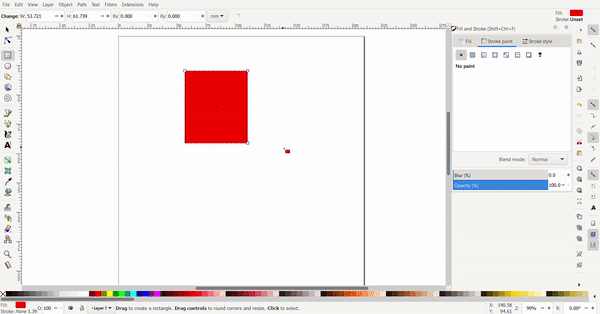 File Edit View Layer Object Path Text Filters Extensions Help
Change: W: 53.721 H: 61.739 Rx: 0.000 Ry: 0.000 mm
Fill:
Stroke: Unset
Fill and Stroke (Shift+Ctrl+F)
Fill Stroke paint Stroke style
No paint
Blend mode: Normal
Blur (%) 0.0
Opacity (%) 100.0
Fill:
Stroke: None 1.39
O: 100
Layer 1
Drag to create a rectangle. Drag controls to round corners and resize. Click to select.
X: 140.58
Y: 94.61
Z: 99% R: 0.00°